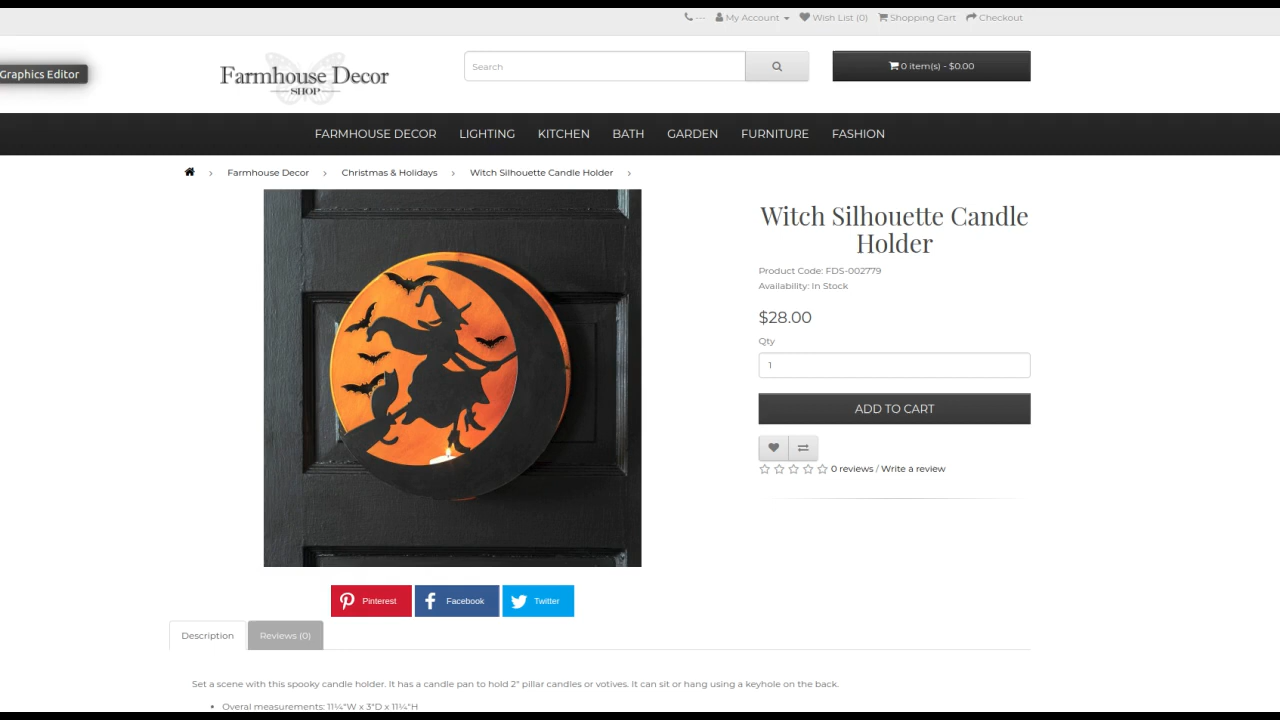 ---
My Account
Wish List (0)
Shopping Cart
Checkout
Graphics Editor
Farmhouse Decor
SHOP
Search
0 item(s) - $0.00
FARMHOUSE DECOR
LIGHTING
KITCHEN
BATH
GARDEN
FURNITURE
FASHION
Farmhouse Decor > Christmas & Holidays > Witch Silhouette Candle Holder >
Witch Silhouette Candle
Holder
Product Code: FDS-002779
Availability: In Stock
$28.00
Qty
1
ADD TO CART
0 reviews / Write a review
Pinterest
Facebook
Twitter
Description
Reviews (0)
Set a scene with this spooky candle holder. It has a candle pan to hold 2" pillar candles or votives. It can sit or hang using a keyhole on the back.
• Overal measurements: 11¼"W x 3"D x 11¼"H